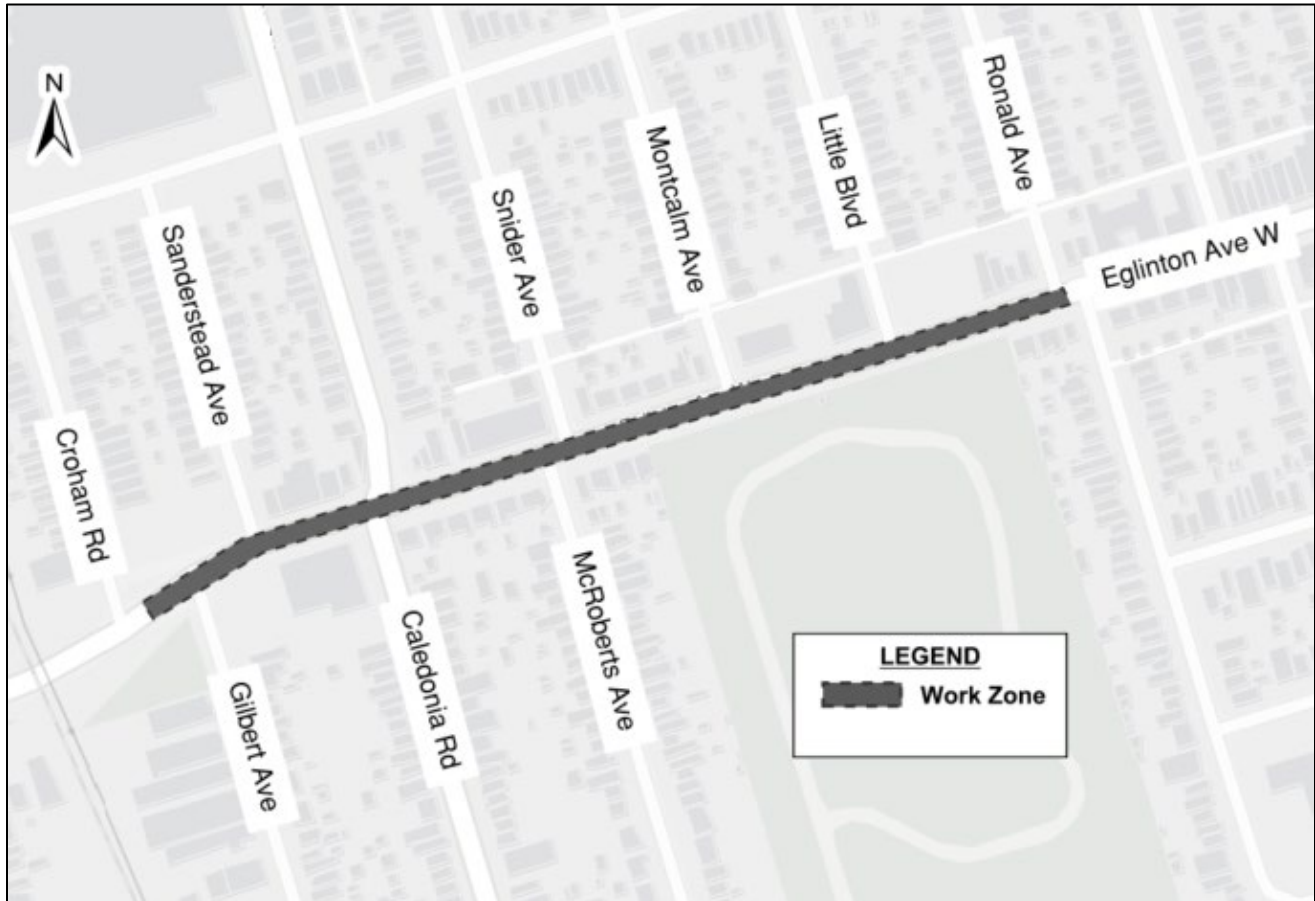 N
Croham Rd
Sanderstead Ave
Gilbert Ave
Caledonia Rd
Snider Ave
McRoberts Ave
Montcalm Ave
Little Blvd
Ronald Ave
Eglinton Ave W
LEGEND
Work Zone